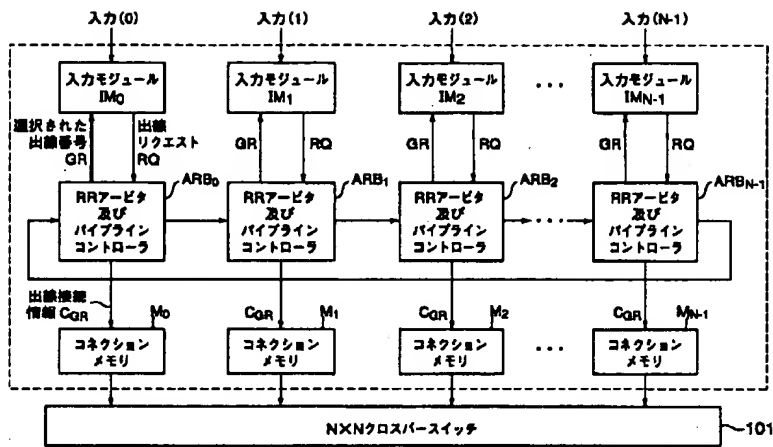 入力(0)
入力(1)
入力(2)
入力(N-1)
入力モジュール
IM0
入力モジュール
IM1
入力モジュール
IM2
・・・
入力モジュール
IMN-1
選択された
出線番号
GR
出線
リクエスト
RQ
GR
RQ
GR
RQ
GR
RQ
ARB0
ARB1
ARB2
ARBN-1
RRアービタ
及び
パイプライン
コントローラ
RRアービタ
及び
パイプライン
コントローラ
RRアービタ
及び
パイプライン
コントローラ
・・・
RRアービタ
及び
パイプライン
コントローラ
出線接続
情報 CGR
M0
CGR
M1
CGR
M2
CGR
MN-1
コネクション
メモリ
コネクション
メモリ
コネクション
メモリ
・・・
コネクション
メモリ
N×Nクロスバースイッチ
101